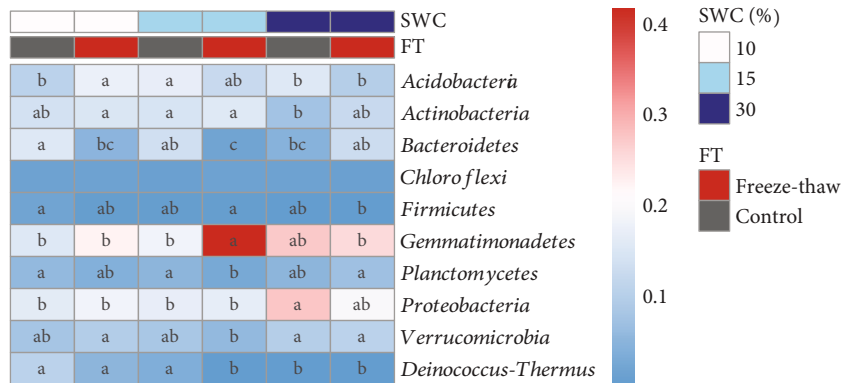 SWC
FT
b a a ab b b Acidobacteria
ab a a a b ab Actinobacteria
a bc ab c bc ab Bacteroidetes
Chloroflexi
a ab ab a ab b Firmicutes
b b b a ab b Gemmatimonadetes
a ab a b ab a Planctomycetes
b b b b a ab Proteobacteria
ab a ab b a a Verrucomicrobia
a a a b b b Deinococcus-Thermus
0.4
0.3
0.2
0.1
SWC (%)
10
15
30
FT
Freeze-thaw
Control